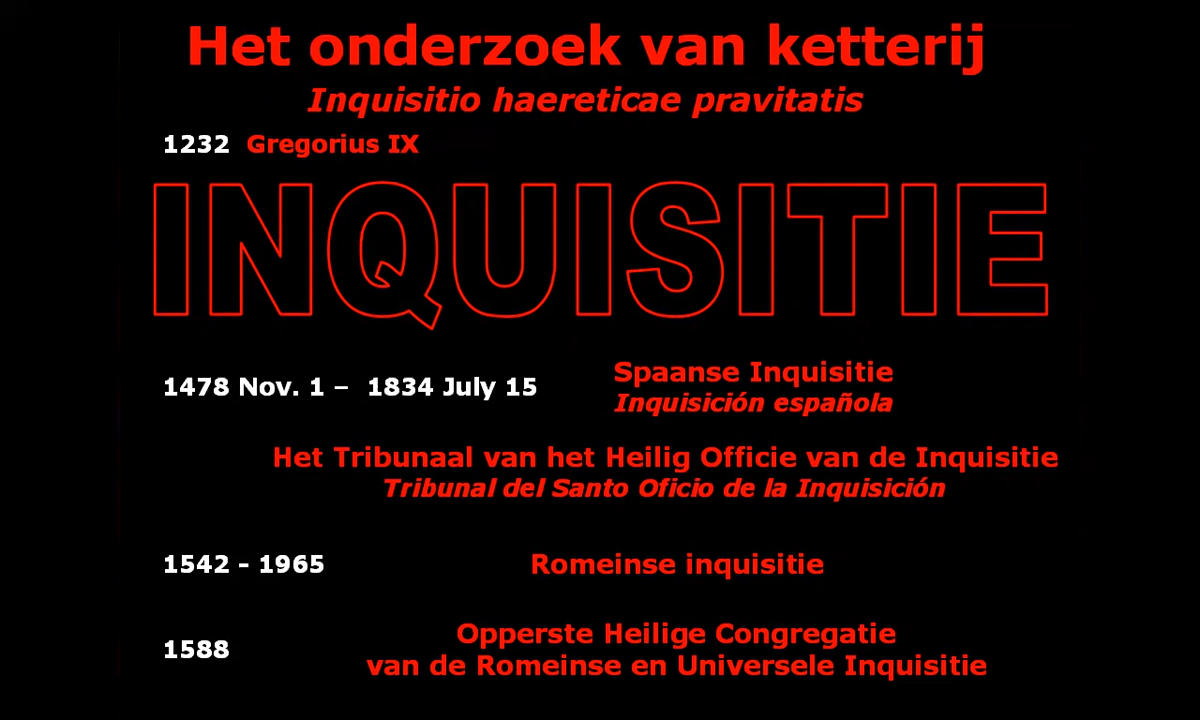 Het onderzoek van ketterij
Inquisitio haereticae pravitatis
1232 Gregorius IX
INQUISITIE
1478 Nov. 1 – 1834 July 15
Spaanse Inquisitie
Inquisición española
Het Tribunaal van het Heilig Officie van de Inquisitie
Tribunal del Santo Oficio de la Inquisición
1542 - 1965 Romeinse inquisitie
1588
Opperste Heilige Congregatie
van de Romeinse en Universele Inquisitie